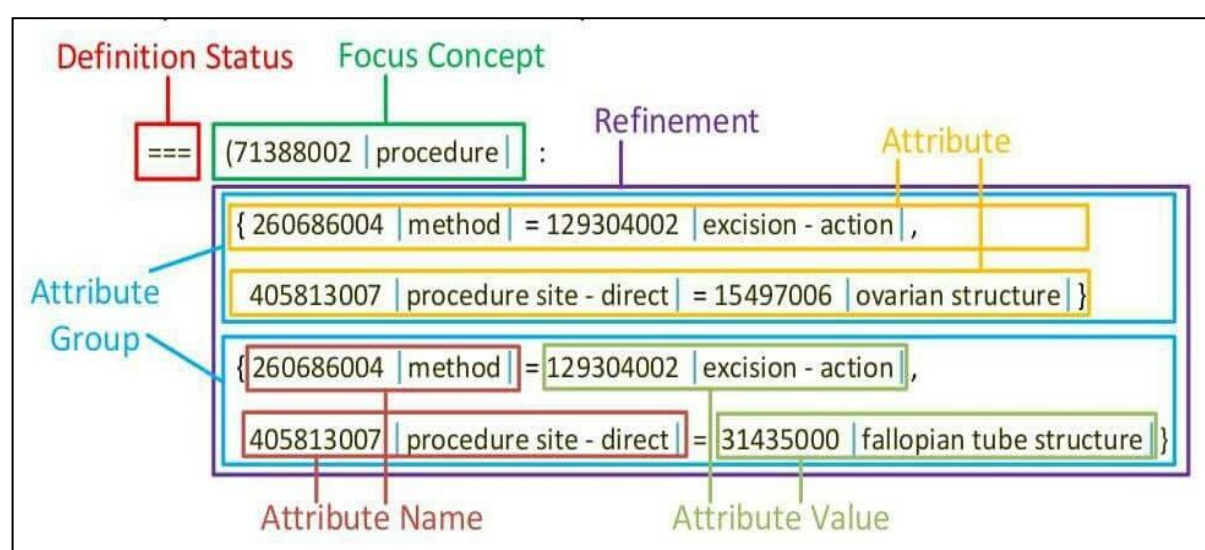 Definition Status Focus Concept
Refinement
Attribute
=== (71388002 |procedure| :
{ 260686004 |method| = 129304002 |excision - action| ,
405813007 |procedure site - direct| = 15497006 |ovarian structure| }
Attribute
Group
{ 260686004 |method| = 129304002 |excision - action| ,
405813007 |procedure site - direct| = 31435000 |fallopian tube structure| }
Attribute Name Attribute Value